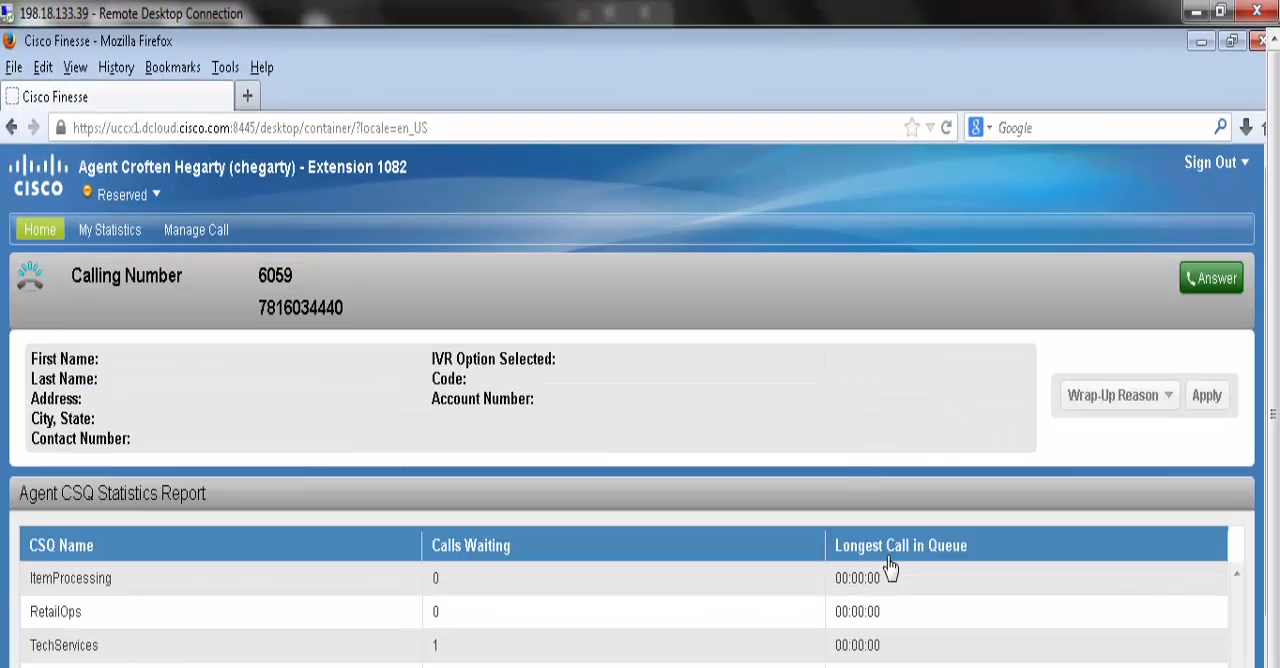 198.18.133.39 - Remote Desktop Connection
Cisco Finesse - Mozilla Firefox
File Edit View History Bookmarks Tools Help
Cisco Finesse
https://uccx1.dcloud.cisco.com:8445/desktop/container/?locale=en_US
8 Google
CISCO
Agent Croften Hegarty (chegarty) - Extension 1082
Sign Out
Reserved
Home My Statistics Manage Call
Calling Number 6059
Answer
7816034440
First Name: IVR Option Selected:
Last Name: Code:
Address: Account Number:
City, State:
Contact Number:
Wrap-Up Reason Apply
Agent CSQ Statistics Report
CSQ Name Calls Waiting Longest Call in Queue
ItemProcessing 0 00:00:00
RetailOps 0 00:00:00
TechServices 1 00:00:00